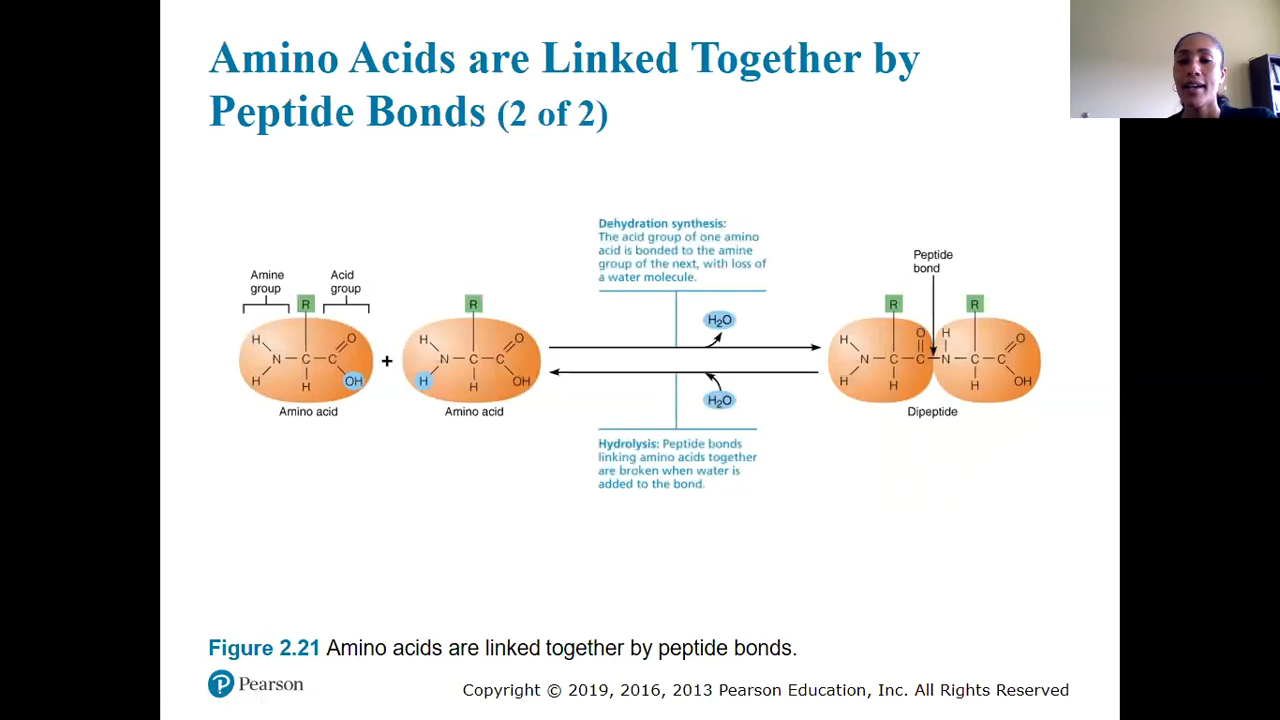 Amino Acids are Linked Together by
Peptide Bonds (2 of 2)
Dehydration synthesis:
The acid group of one amino
acid is bonded to the amine
group of the next, with loss of
a water molecule.
Amine
group
Acid
group
R
H
N
C
C
O
H
H
OH
Amino acid
+
R
H
N
C
C
O
H
H
OH
Amino acid
H₂O
H₂O
Hydrolysis: Peptide bonds
linking amino acids together
are broken when water is
added to the bond.
Peptide
bond
R
R
H
O
H
O
N
C
C
N
C
C
H
H
H
OH
Dipeptide
Figure 2.21 Amino acids are linked together by peptide bonds.
P Pearson
Copyright © 2019, 2016, 2013 Pearson Education, Inc. All Rights Reserved